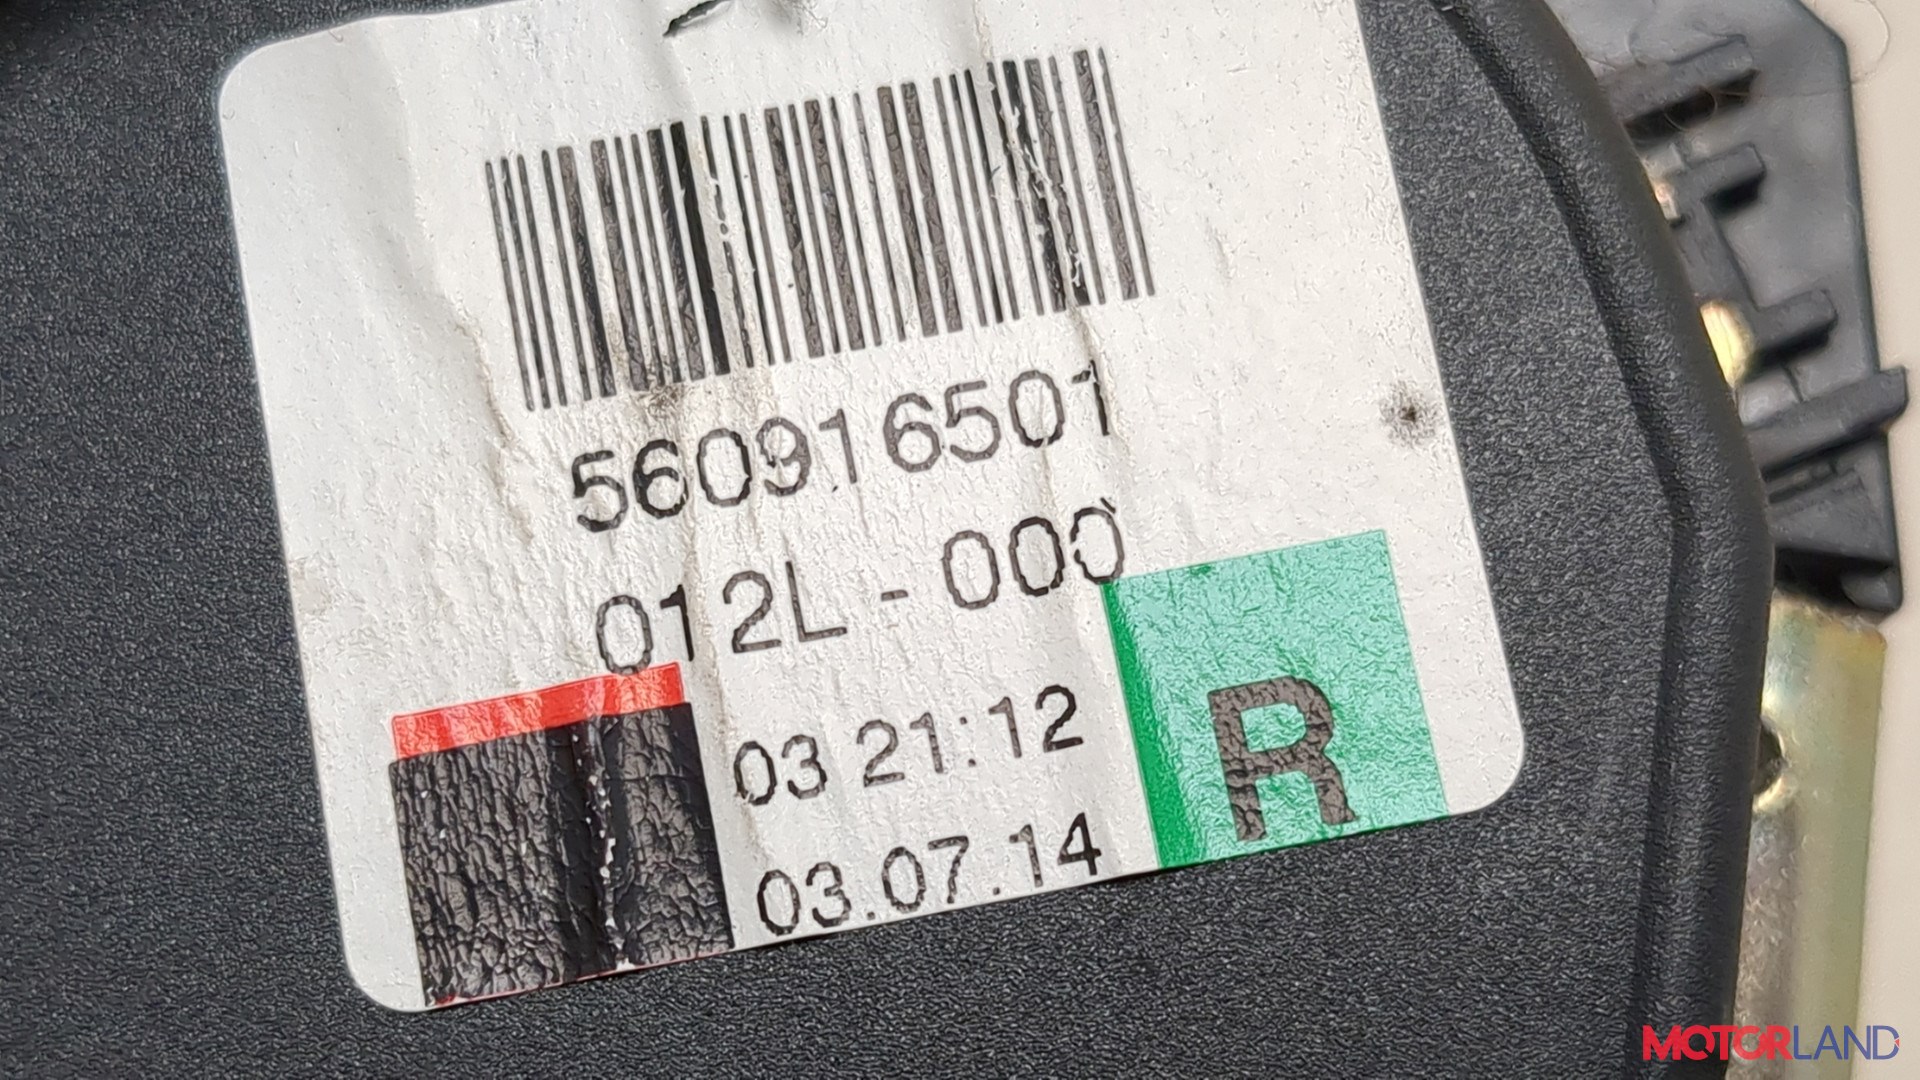 560916501
012L - 000
03 21:12
03.07.14
R
MOTORLAND